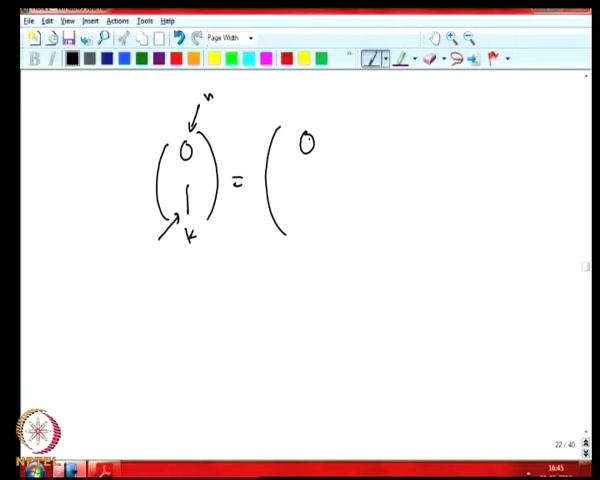 File Edit View Insert Actions Tools Help
Page Width
B I
n
( 0 ) = ( 0
1
k
22 / 40
NPTEL
16:45